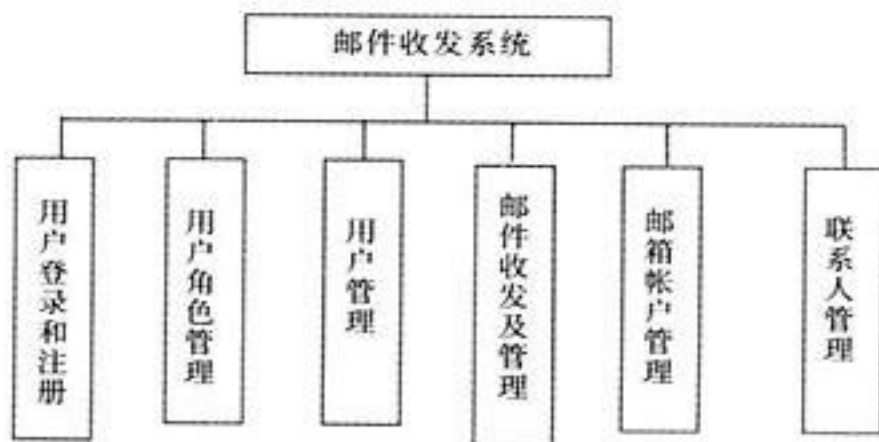 邮件收发系统
用户登录和注册
用户角色管理
用户管理
邮件收发及管理
邮箱帐户管理
联系人管理